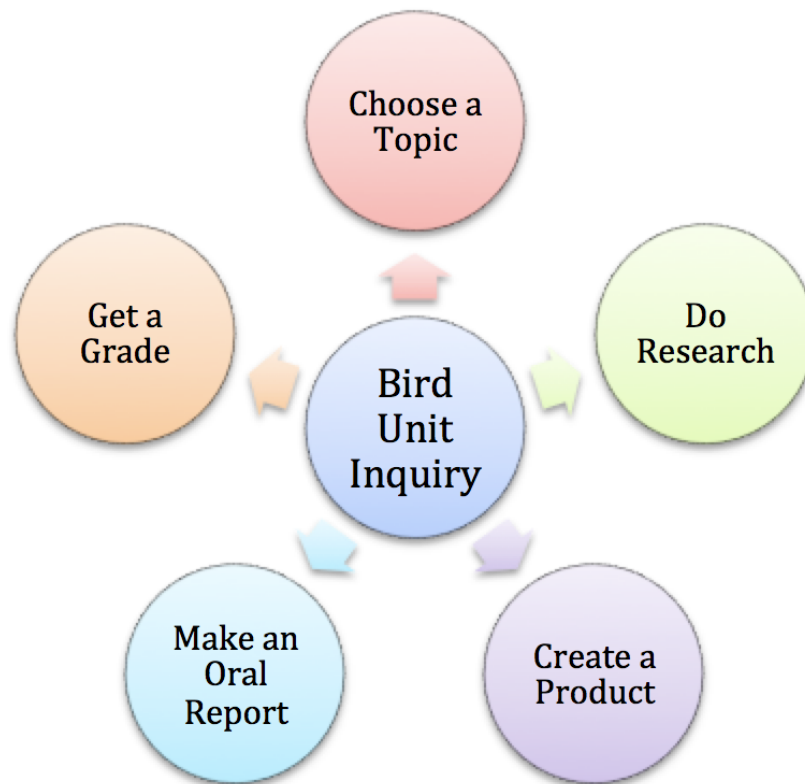 Choose a
Topic
Do
Research
Create a
Product
Make an
Oral
Report
Get a
Grade
Bird
Unit
Inquiry